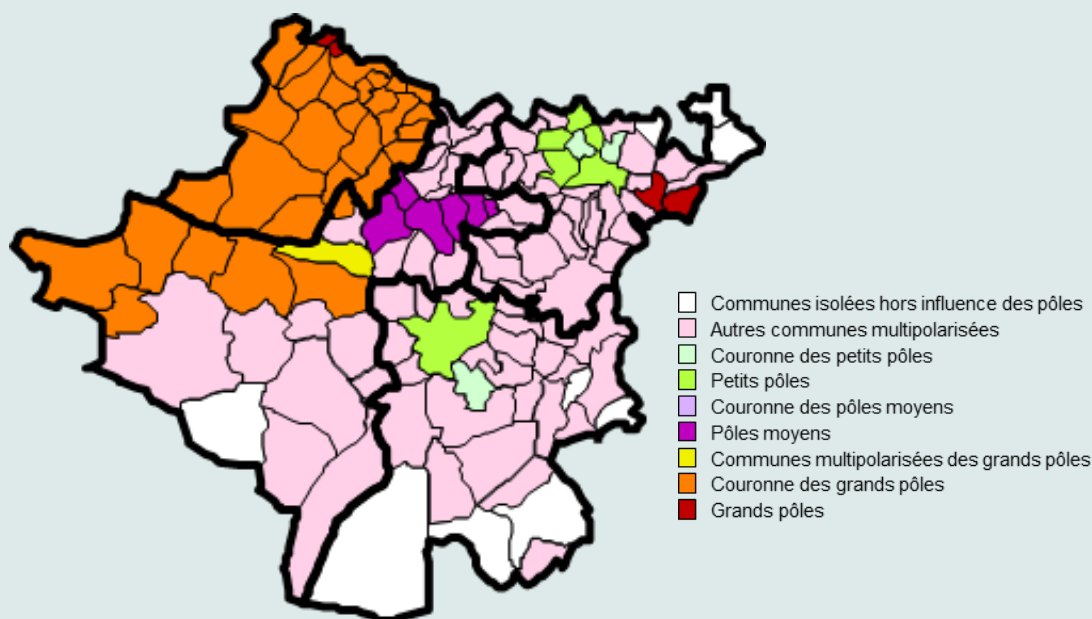 Communes isolées hors influence des pôles
Autres communes multipolarisées
Couronne des petits pôles
Petits pôles
Couronne des pôles moyens
Pôles moyens
Communes multipolarisées des grands pôles
Couronne des grands pôles
Grands pôles